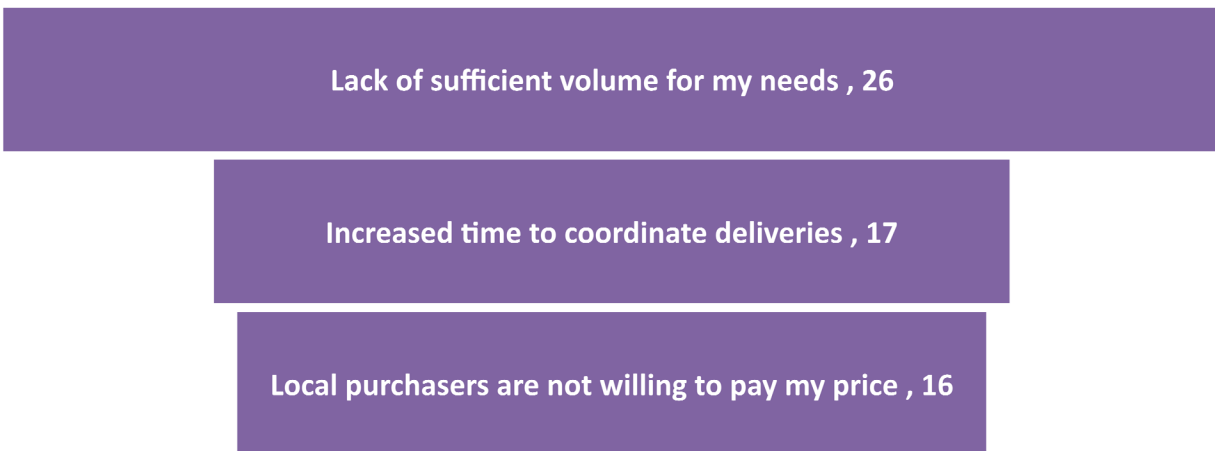 Lack of sufficient volume for my needs , 26
Increased time to coordinate deliveries , 17
Local purchasers are not willing to pay my price , 16